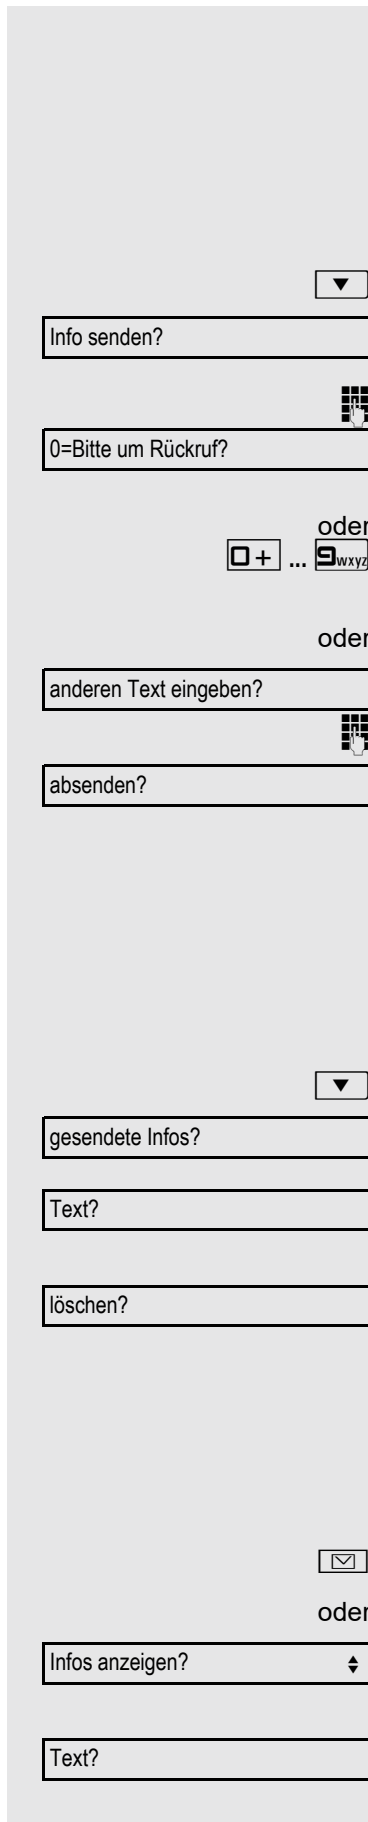 Info senden?
0=Bitte um Rückruf?
oder
0+ ... 9wxyz
oder
anderen Text eingeben?
absenden?
gesendete Infos?
Text?
löschen?
oder
Infos anzeigen?
Text?